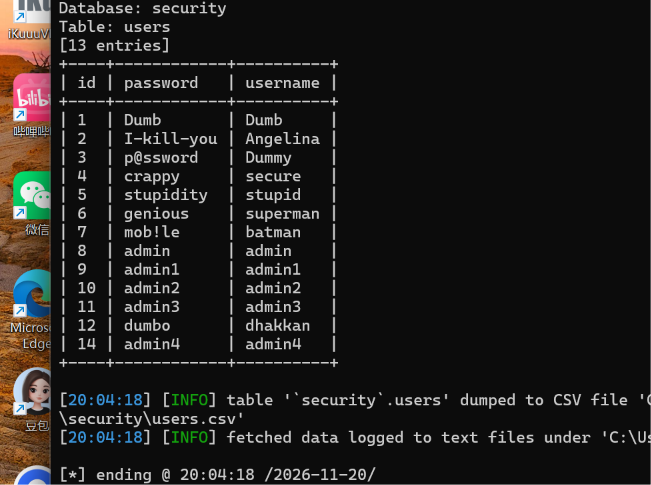 iKuuuV
bilibi
哔哩哔
微信
Micros
Edge
豆包
Database: security
Table: users
[13 entries]
+----+------------+----------+
| id | password   | username |
+----+------------+----------+
| 1  | Dumb       | Dumb     |
| 2  | I-kill-you | Angelina |
| 3  | p@ssword   | Dummy    |
| 4  | crappy     | secure   |
| 5  | stupidity  | stupid   |
| 6  | genious    | superman |
| 7  | mob!le     | batman   |
| 8  | admin      | admin    |
| 9  | admin1     | admin1   |
| 10 | admin2     | admin2   |
| 11 | admin3     | admin3   |
| 12 | dumbo      | dhakkan  |
| 14 | admin4     | admin4   |
+----+------------+----------+
[20:04:18] [INFO] table '`security`.users' dumped to CSV file 'C
\security\users.csv'
[20:04:18] [INFO] fetched data logged to text files under 'C:\Us
[*] ending @ 20:04:18 /2026-11-20/